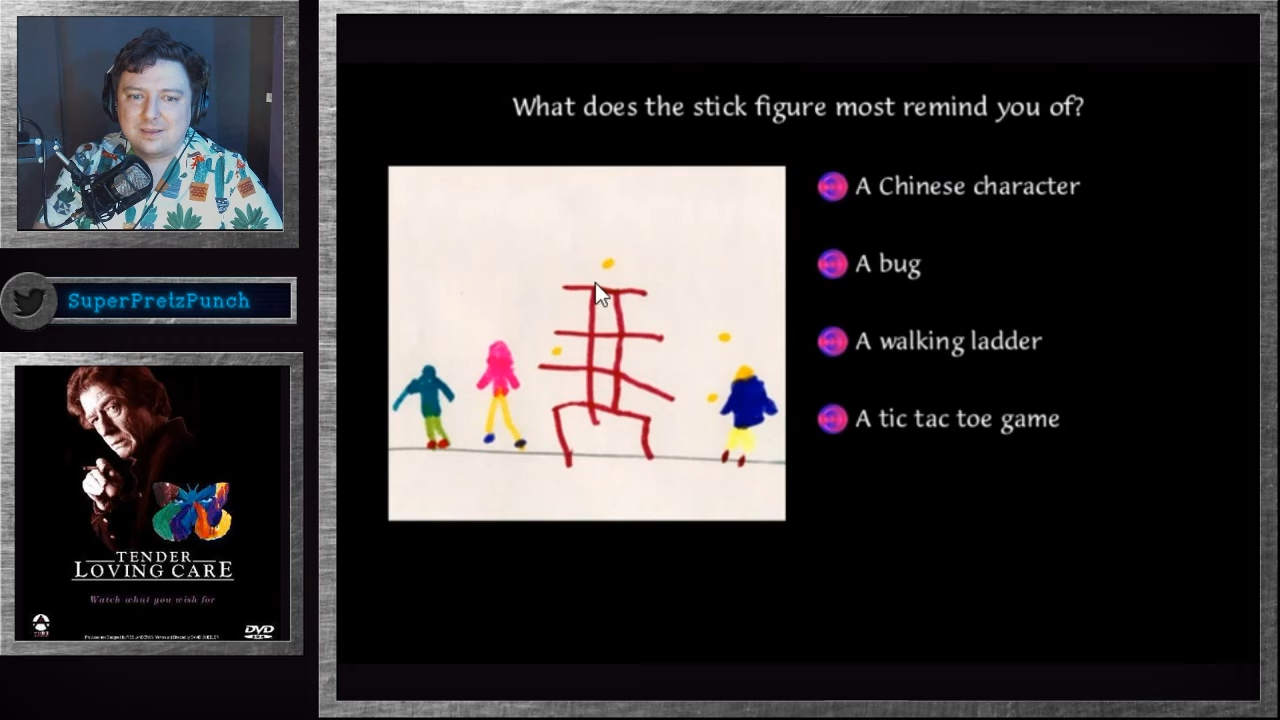 What does the stick figure most remind you of?
A Chinese character
A bug
A walking ladder
A tic tac toe game
SuperPretzPunch
TENDER
LOVING CARE
Watch what you wish for
DVD